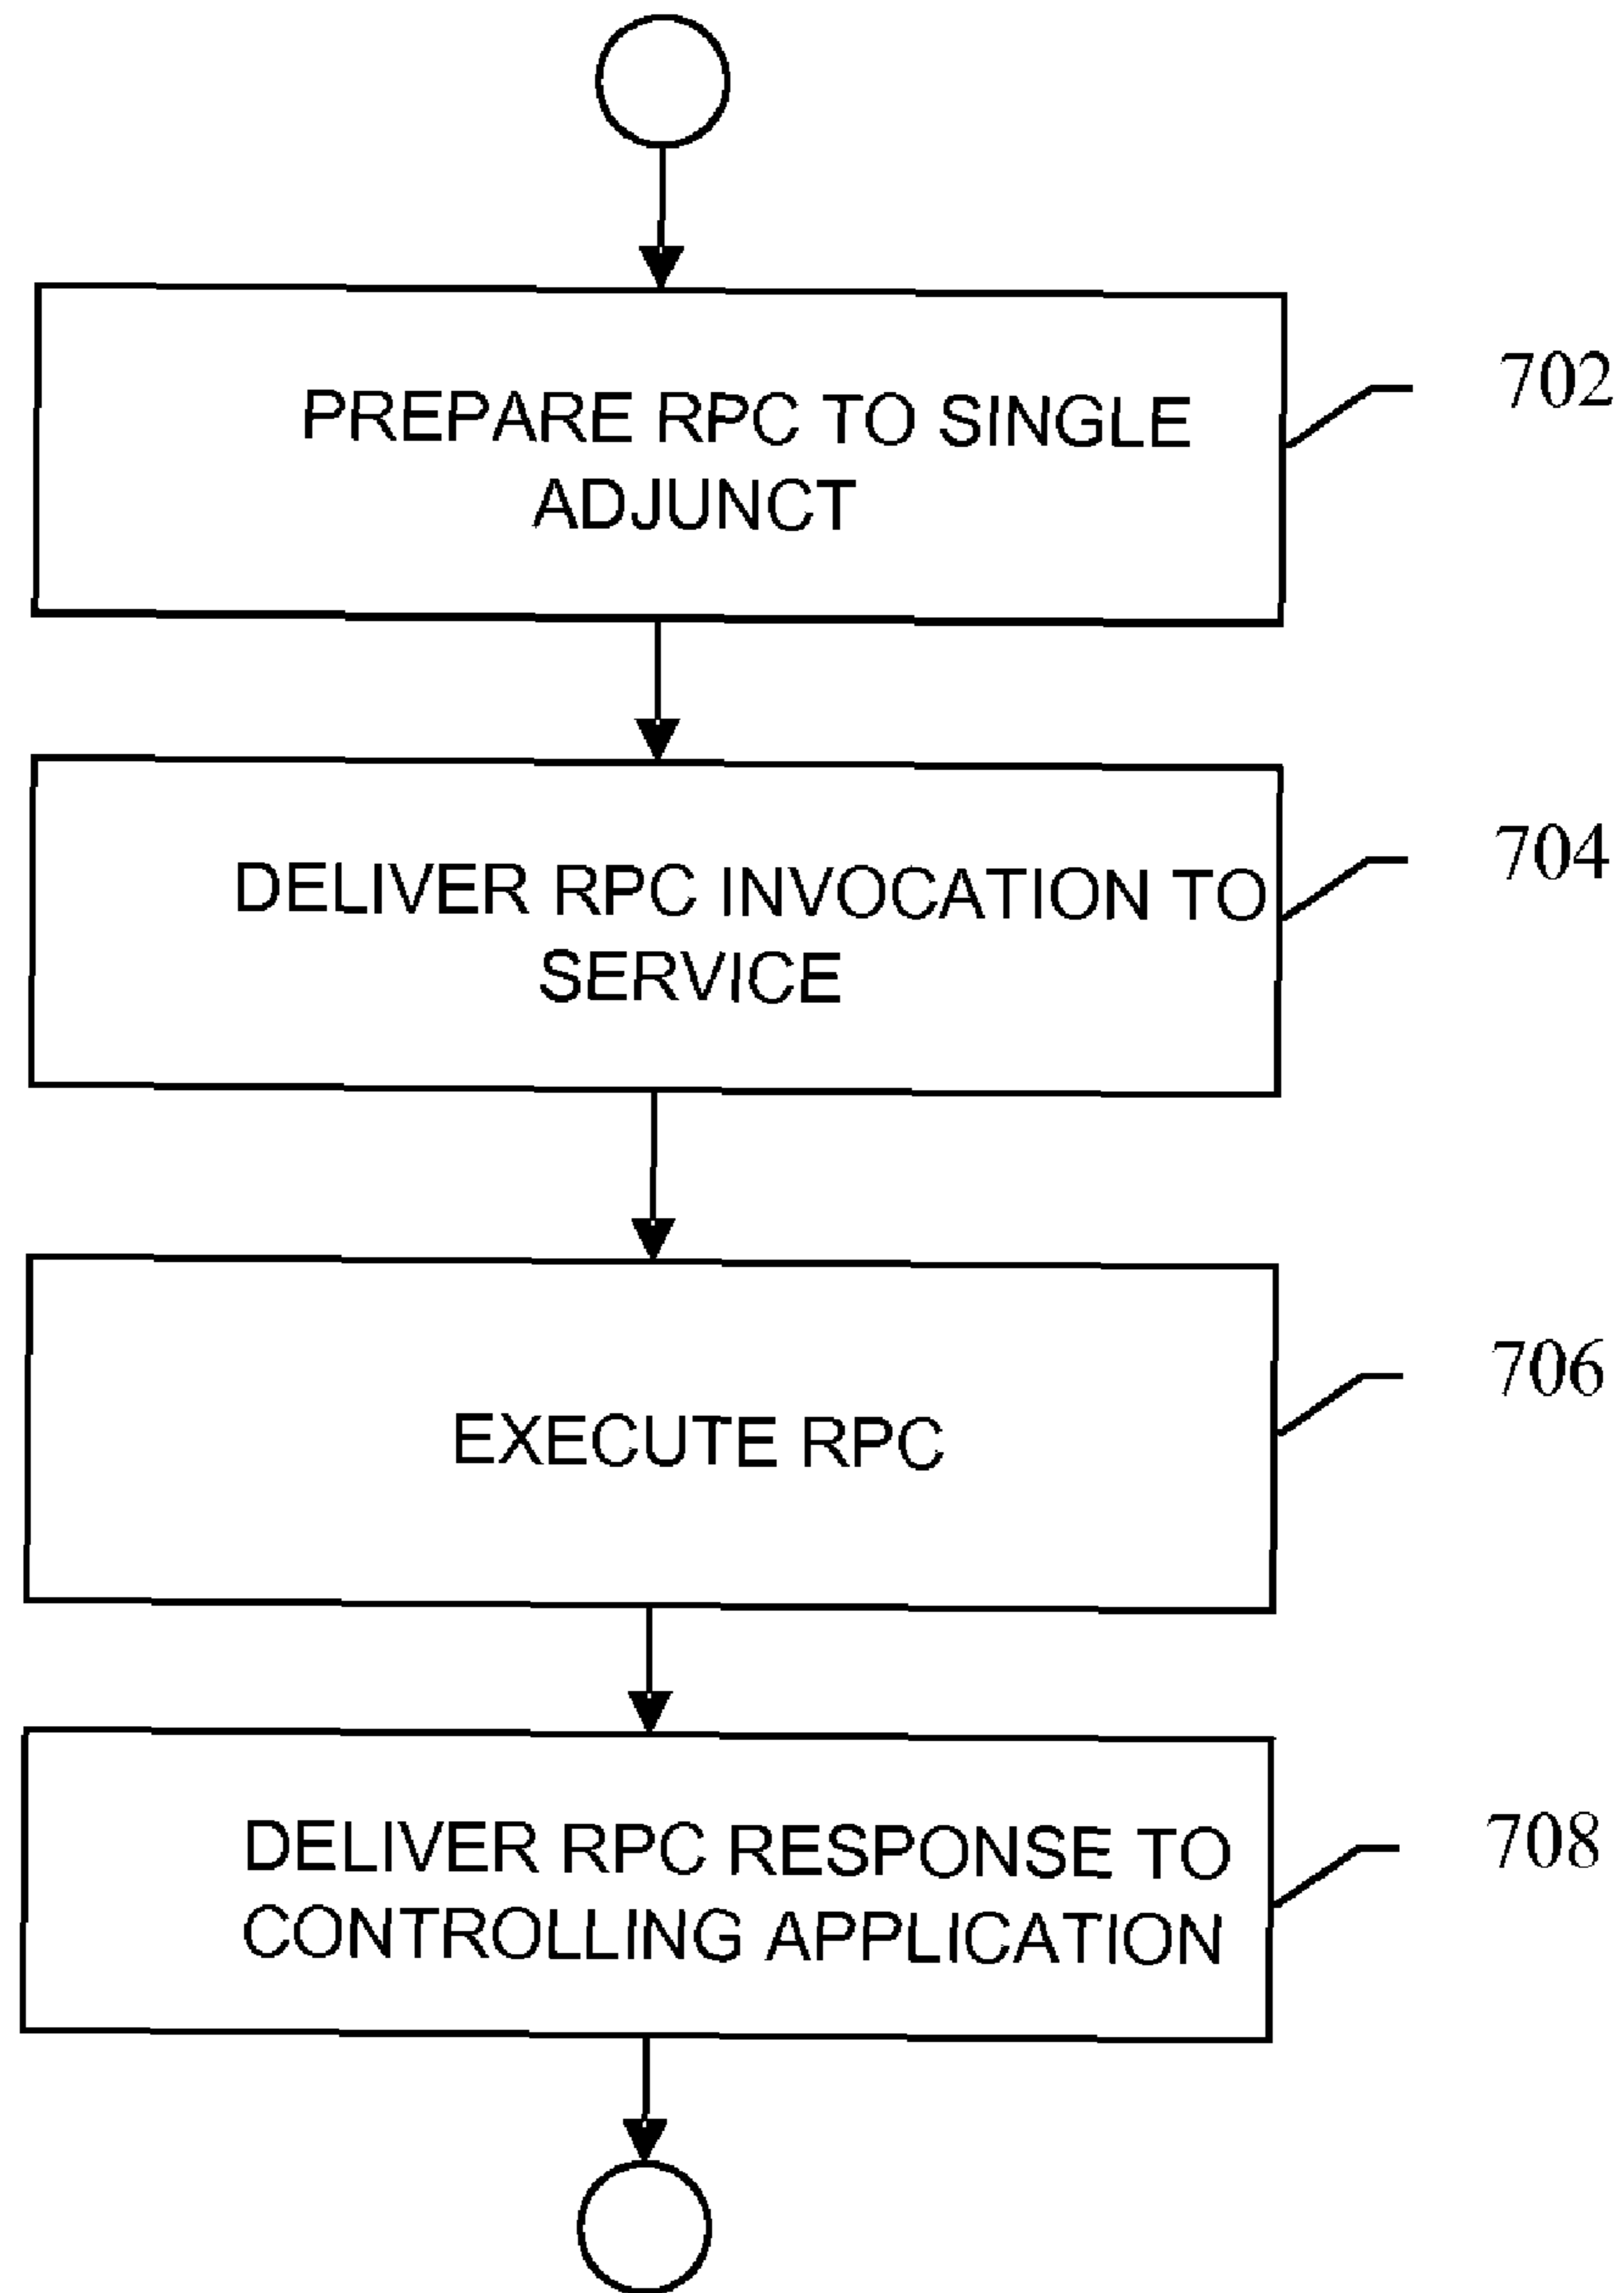 PREPARE RPC TO SINGLE
ADJUNCT
702
DELIVER RPC INVOCATION TO
SERVICE
704
EXECUTE RPC
706
DELIVER RPC RESPONSE TO
CONTROLLING APPLICATION
708